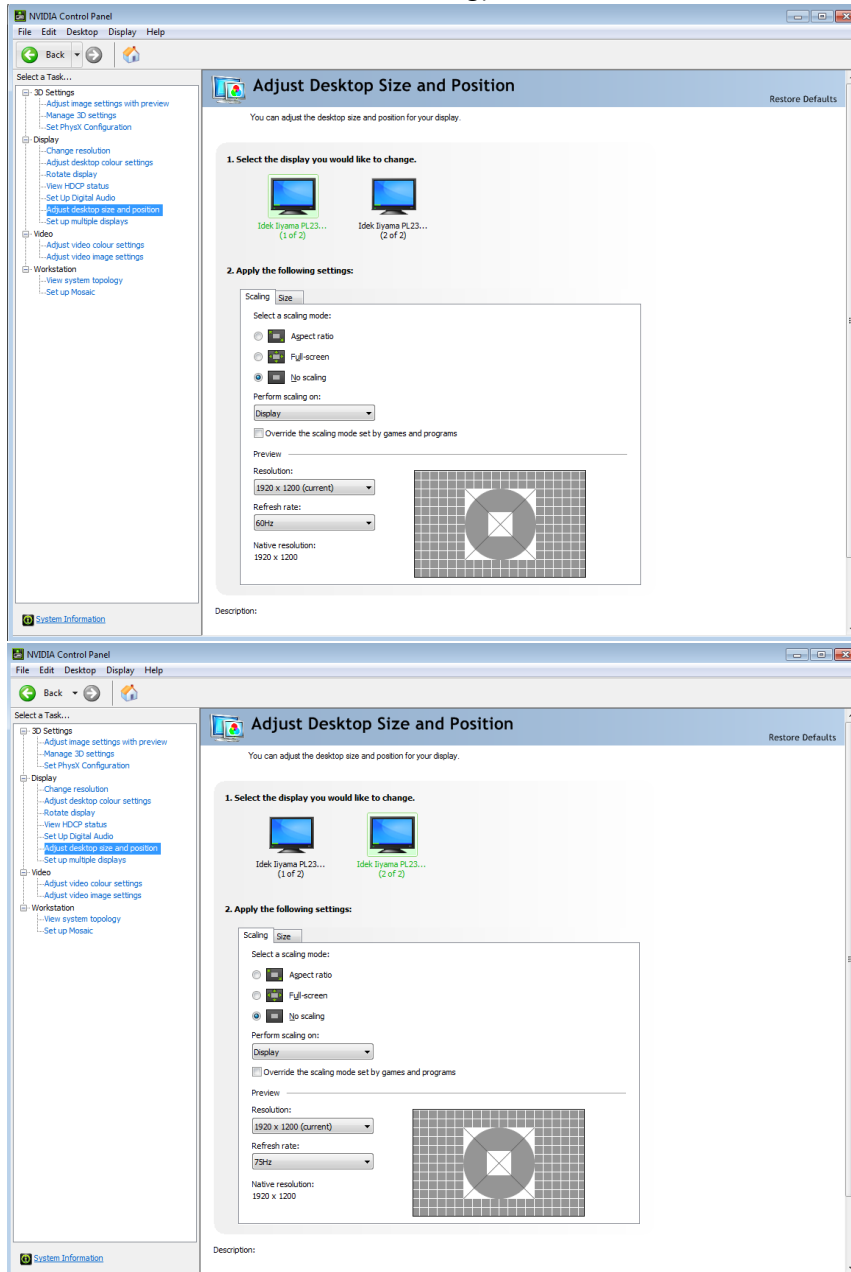 NVIDIA Control Panel
File Edit Desktop Display Help
Back
Select a Task...
3D Settings
Adjust image settings with preview
Manage 3D settings
Set PhysX Configuration
Display
Change resolution
Adjust desktop colour settings
Rotate display
View HDCP status
Set Up Digital Audio
Adjust desktop size and position
Set up multiple displays
Video
Adjust video colour settings
Adjust video image settings
Workstation
View system topology
Set up Mosaic
System Information
Adjust Desktop Size and Position
Restore Defaults
You can adjust the desktop size and position for your display.
1. Select the display you would like to change.
Idek Iiyama PL23... Idek Iiyama PL23...
(1 of 2) (2 of 2)
2. Apply the following settings:
Scaling Size
Select a scaling mode:
Aspect ratio
Full-screen
No scaling
Perform scaling on:
Display
Override the scaling mode set by games and programs
Preview
Resolution:
1920 x 1200 (current)
Refresh rate:
60Hz
Native resolution:
1920 x 1200
Description:
NVIDIA Control Panel
File Edit Desktop Display Help
Back
Select a Task...
3D Settings
Adjust image settings with preview
Manage 3D settings
Set PhysX Configuration
Display
Change resolution
Adjust desktop colour settings
Rotate display
View HDCP status
Set Up Digital Audio
Adjust desktop size and position
Set up multiple displays
Video
Adjust video colour settings
Adjust video image settings
Workstation
View system topology
Set up Mosaic
System Information
Adjust Desktop Size and Position
Restore Defaults
You can adjust the desktop size and position for your display.
1. Select the display you would like to change.
Idek Iiyama PL23... Idek Iiyama PL23...
(1 of 2) (2 of 2)
2. Apply the following settings:
Scaling Size
Select a scaling mode:
Aspect ratio
Full-screen
No scaling
Perform scaling on:
Display
Override the scaling mode set by games and programs
Preview
Resolution:
1920 x 1200 (current)
Refresh rate:
75Hz
Native resolution:
1920 x 1200
Description: